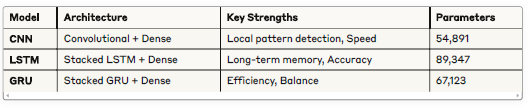 Model Architecture Key Strengths Parameters
CNN Convolutional + Dense Local pattern detection, Speed 54,891
LSTM Stacked LSTM + Dense Long-term memory, Accuracy 89,347
GRU Stacked GRU + Dense Efficiency, Balance 67,123